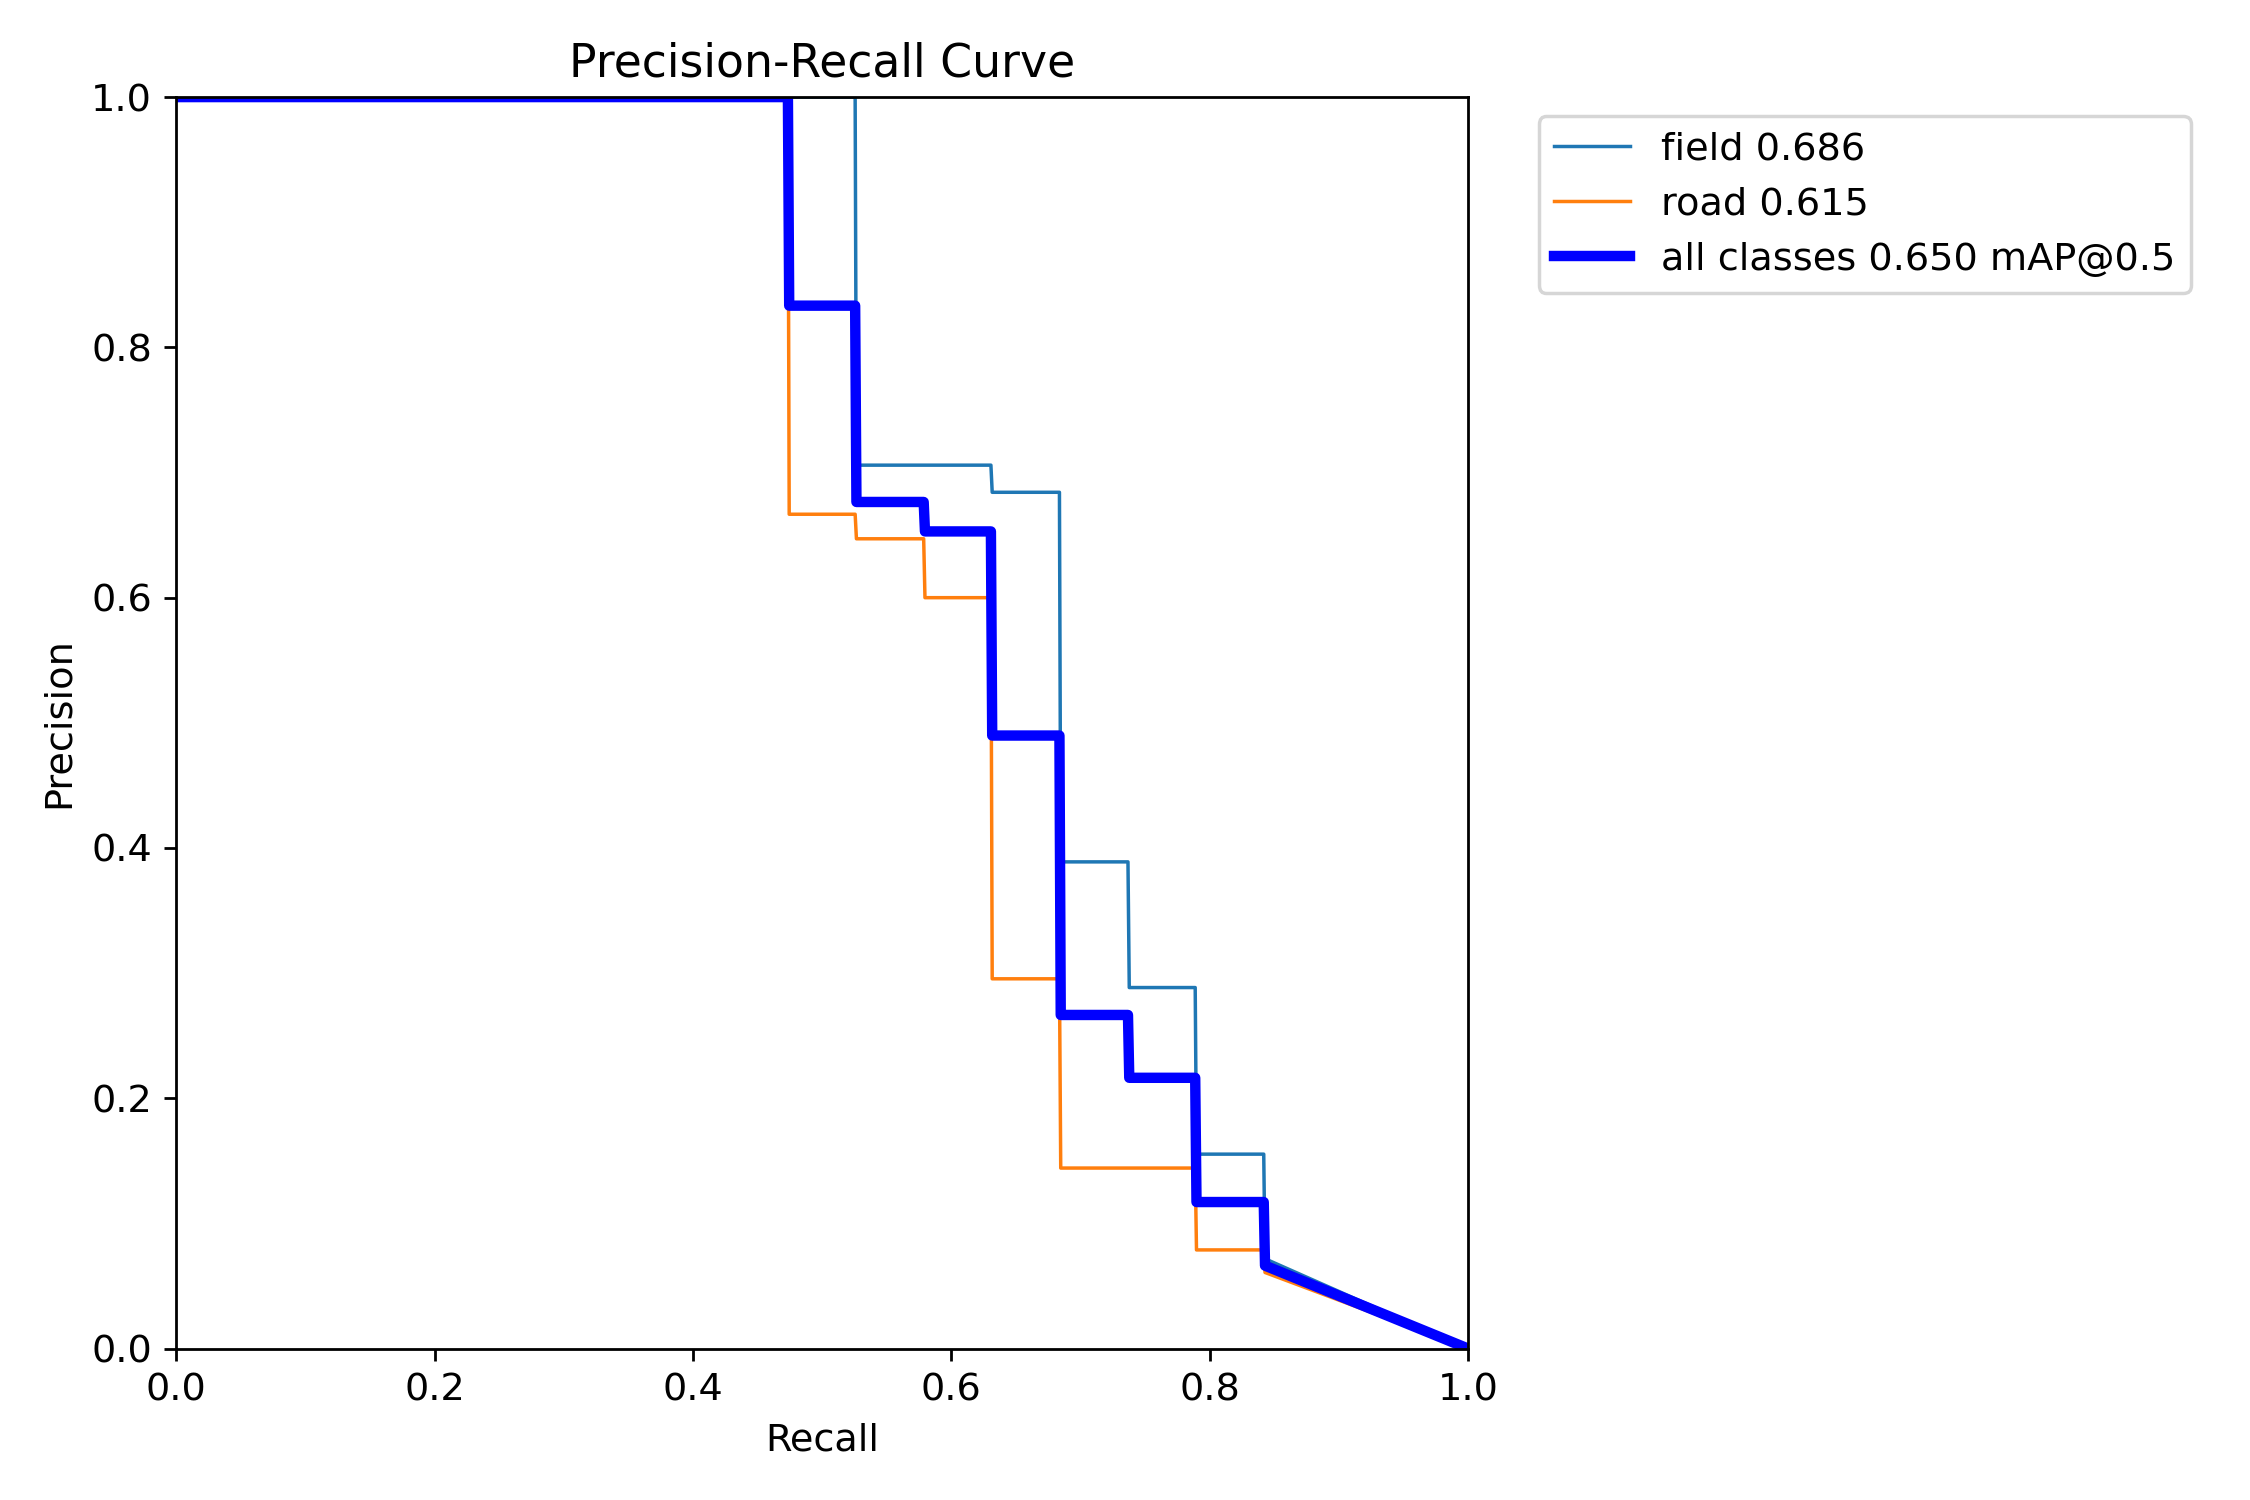 Precision-Recall Curve
1.0
0.8
0.6
0.4
0.2
0.0
Precision
0.0 0.2 0.4 0.6 0.8 1.0
Recall
field 0.686
road 0.615
all classes 0.650 mAP@0.5